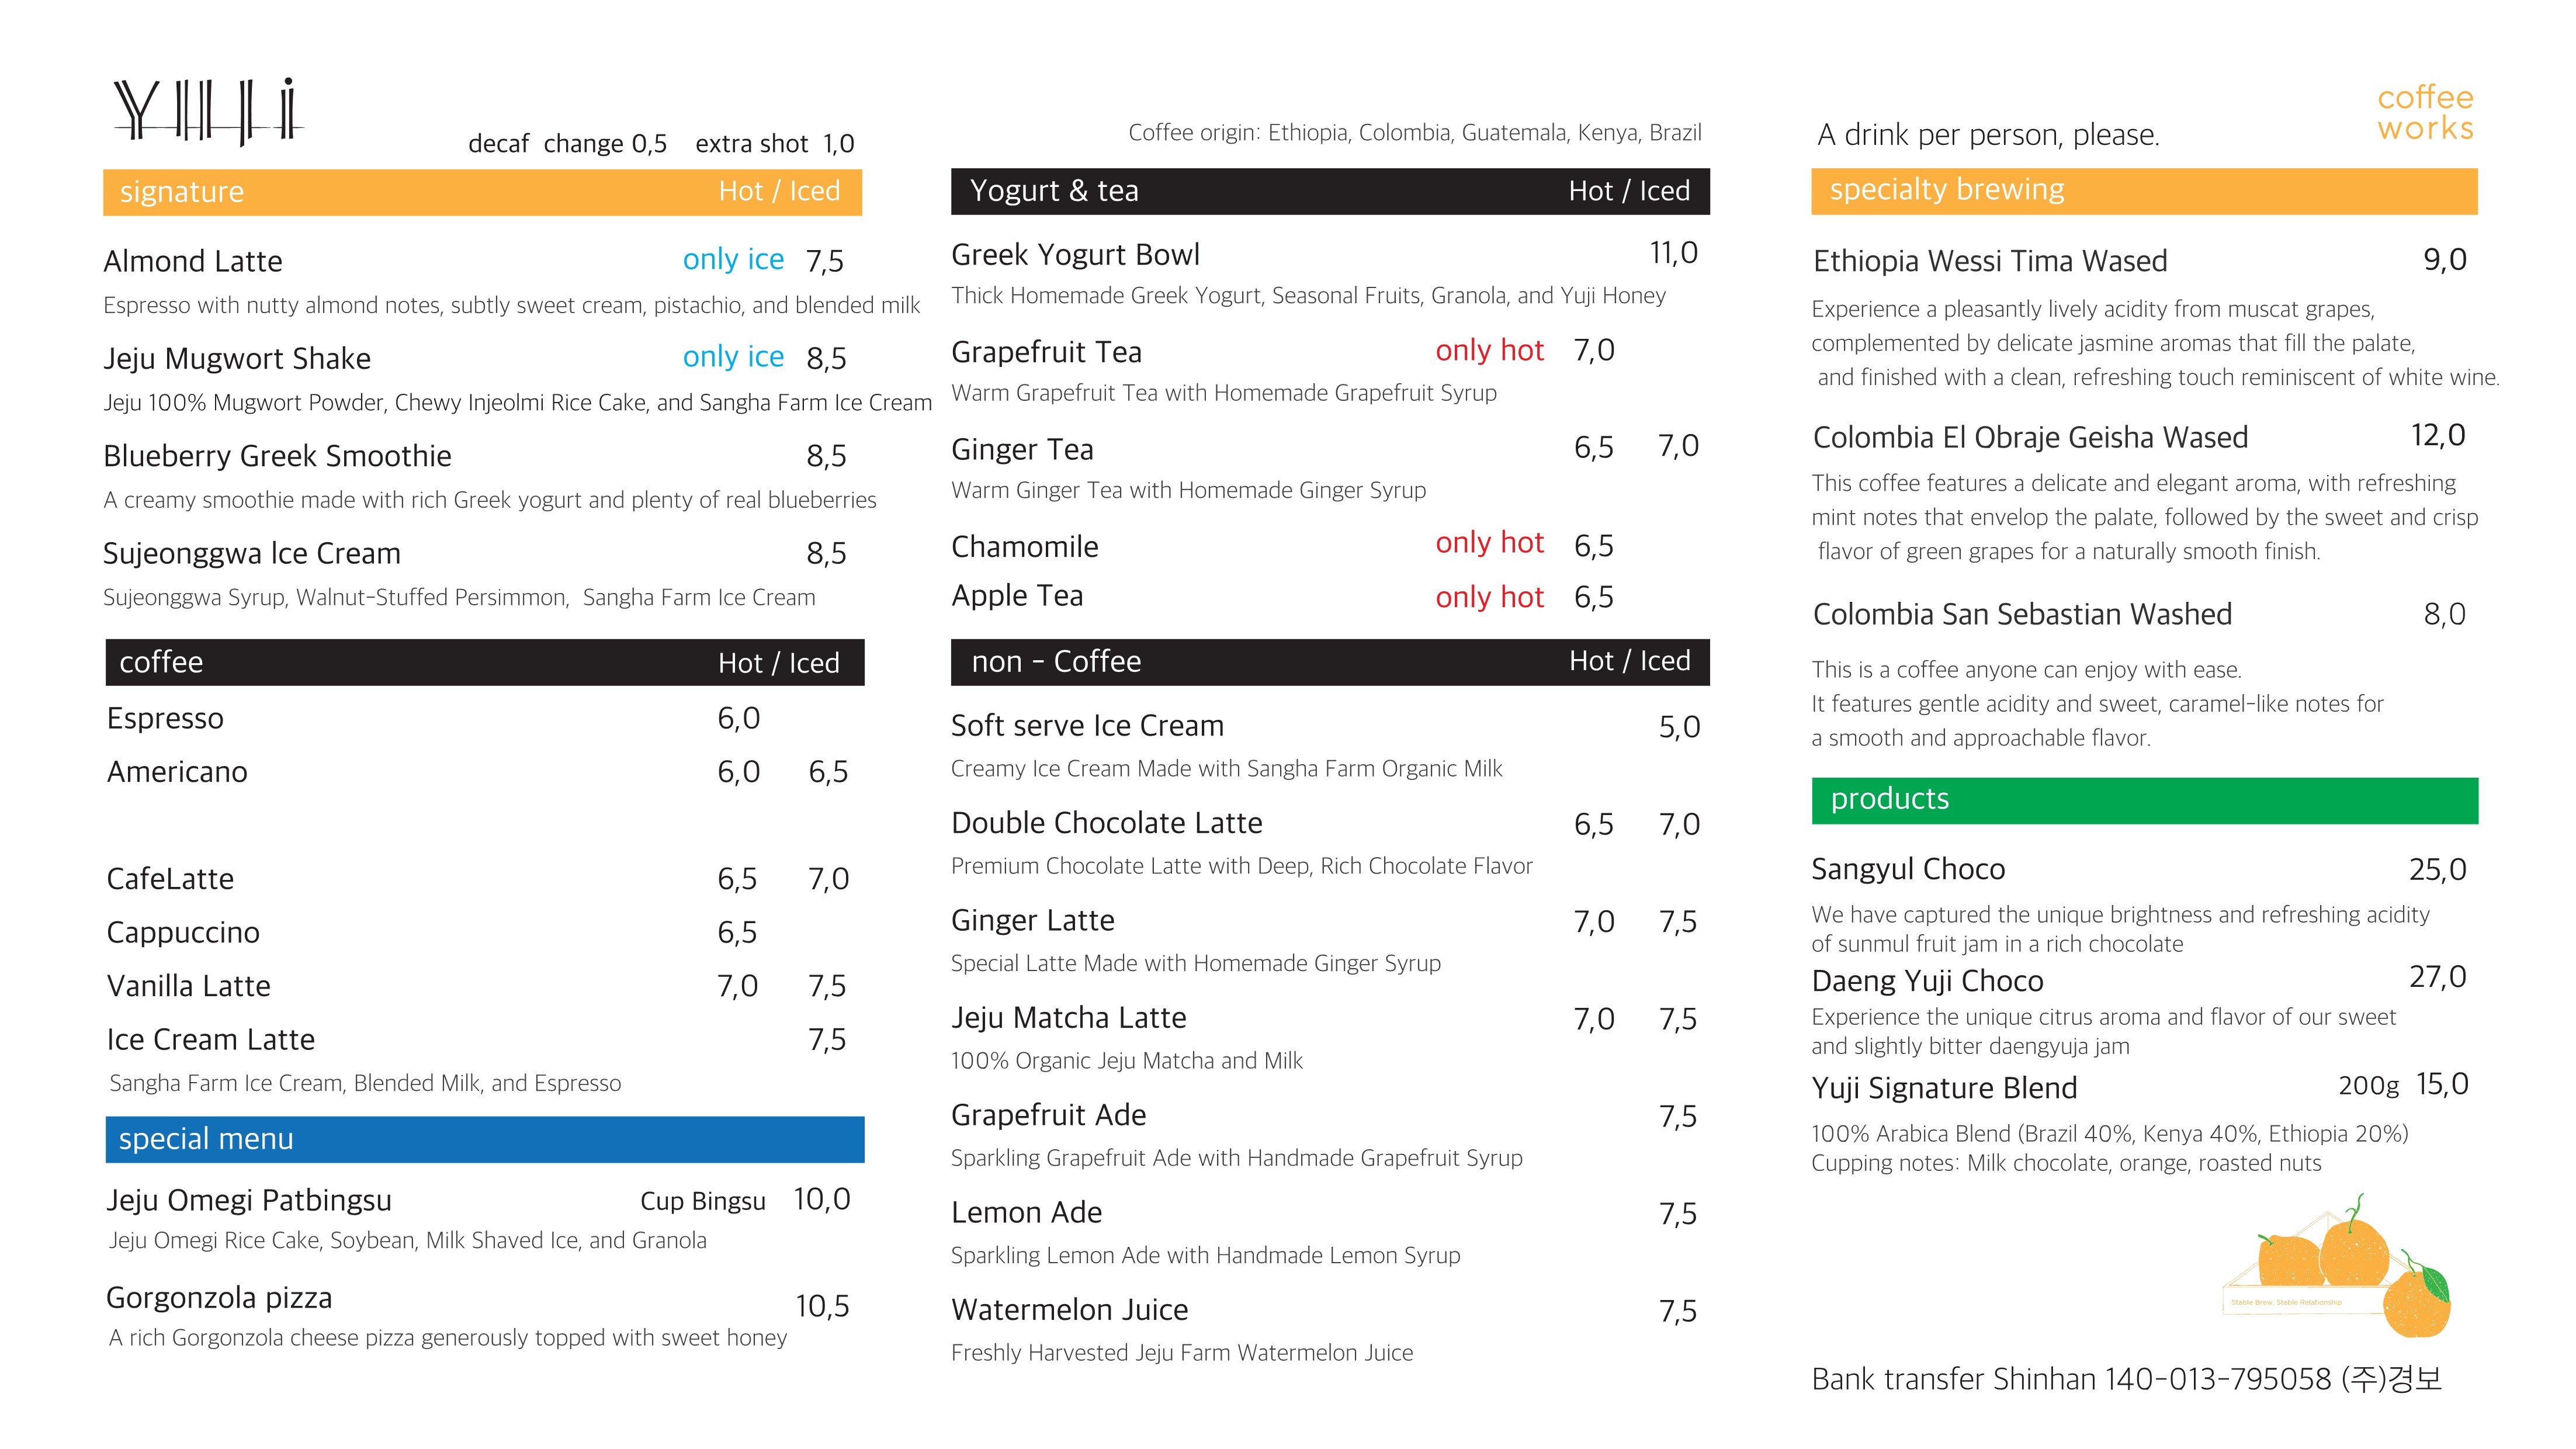 Yuji
decaf change 0,5 extra shot 1,0
signature Hot / Iced
Almond Latte only ice 7,5
Espresso with nutty almond notes, subtly sweet cream, pistachio, and blended milk
Jeju Mugwort Shake only ice 8,5
Jeju 100% Mugwort Powder, Chewy Injeolmi Rice Cake, and Sangha Farm Ice Cream
Blueberry Greek Smoothie 8,5
A creamy smoothie made with rich Greek yogurt and plenty of real blueberries
Sujeonggwa Ice Cream 8,5
Sujeonggwa Syrup, Walnut-Stuffed Persimmon, Sangha Farm Ice Cream
coffee Hot / Iced
Espresso 6,0
Americano 6,0 6,5
CafeLatte 6,5 7,0
Cappuccino 6,5
Vanilla Latte 7,0 7,5
Ice Cream Latte 7,5
Sangha Farm Ice Cream, Blended Milk, and Espresso
special menu
Jeju Omegi Patbingsu Cup Bingsu 10,0
Jeju Omegi Rice Cake, Soybean, Milk Shaved Ice, and Granola
Gorgonzola pizza 10,5
A rich Gorgonzola cheese pizza generously topped with sweet honey
Coffee origin: Ethiopia, Colombia, Guatemala, Kenya, Brazil
Yogurt & tea Hot / Iced
Greek Yogurt Bowl 11,0
Thick Homemade Greek Yogurt, Seasonal Fruits, Granola, and Yuji Honey
Grapefruit Tea only hot 7,0
Warm Grapefruit Tea with Homemade Grapefruit Syrup
Ginger Tea 6,5 7,0
Warm Ginger Tea with Homemade Ginger Syrup
Chamomile only hot 6,5
Apple Tea only hot 6,5
non - Coffee Hot / Iced
Soft serve Ice Cream 5,0
Creamy Ice Cream Made with Sangha Farm Organic Milk
Double Chocolate Latte 6,5 7,0
Premium Chocolate Latte with Deep, Rich Chocolate Flavor
Ginger Latte 7,0 7,5
Special Latte Made with Homemade Ginger Syrup
Jeju Matcha Latte 7,0 7,5
100% Organic Jeju Matcha and Milk
Grapefruit Ade 7,5
Sparkling Grapefruit Ade with Handmade Grapefruit Syrup
Lemon Ade 7,5
Sparkling Lemon Ade with Handmade Lemon Syrup
Watermelon Juice 7,5
Freshly Harvested Jeju Farm Watermelon Juice
A drink per person, please.
coffee
works
specialty brewing
Ethiopia Wessi Tima Wased 9,0
Experience a pleasantly lively acidity from muscat grapes,
complemented by delicate jasmine aromas that fill the palate,
and finished with a clean, refreshing touch reminiscent of white wine.
Colombia El Obraje Geisha Wased 12,0
This coffee features a delicate and elegant aroma, with refreshing
mint notes that envelop the palate, followed by the sweet and crisp
flavor of green grapes for a naturally smooth finish.
Colombia San Sebastian Washed 8,0
This is a coffee anyone can enjoy with ease.
It features gentle acidity and sweet, caramel-like notes for
a smooth and approachable flavor.
products
Sangyul Choco 25,0
We have captured the unique brightness and refreshing acidity
of sunmul fruit jam in a rich chocolate
Daeng Yuji Choco 27,0
Experience the unique citrus aroma and flavor of our sweet
and slightly bitter daengyuja jam
Yuji Signature Blend 200g 15,0
100% Arabica Blend (Brazil 40%, Kenya 40%, Ethiopia 20%)
Cupping notes: Milk chocolate, orange, roasted nuts
Stable Brew, Stable Relationship
Bank transfer Shinhan 140-013-795058 (주)경보